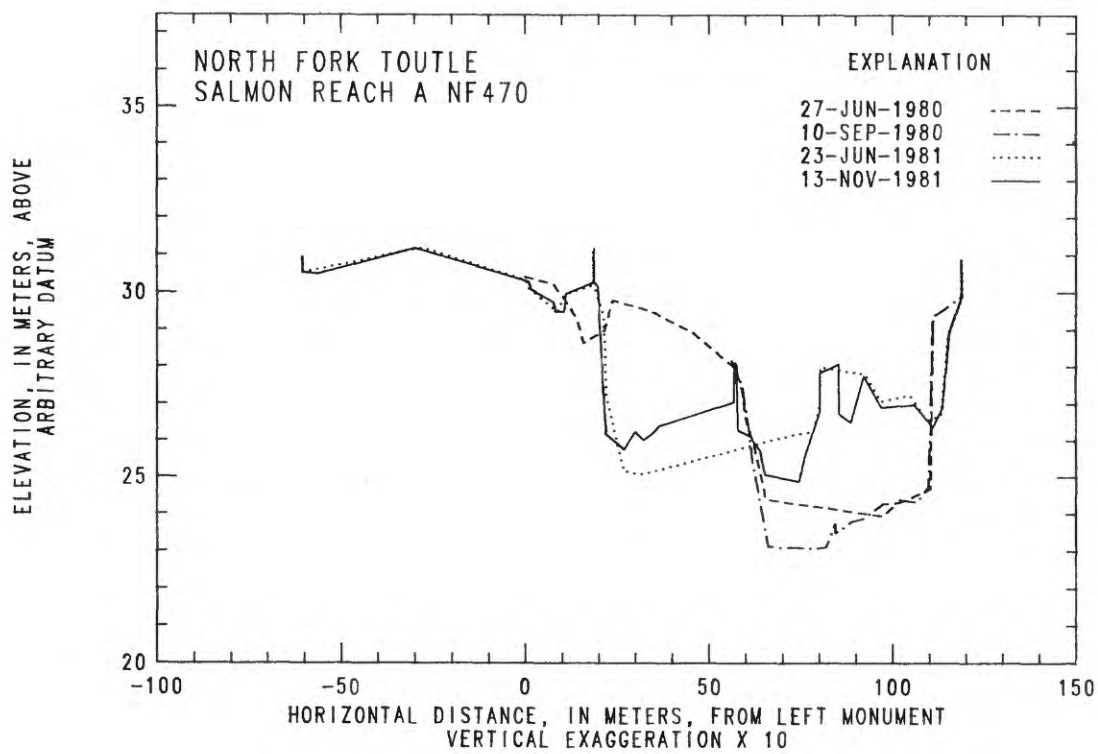 NORTH FORK TOUTLE
SALMON REACH A NF470
EXPLANATION
27-JUN-1980
10-SEP-1980
23-JUN-1981
13-NOV-1981
ELEVATION, IN METERS, ABOVE
ARBITRARY DATUM
35
30
25
20
-100
-50
0
50
100
150
HORIZONTAL DISTANCE, IN METERS, FROM LEFT MONUMENT
VERTICAL EXAGGERATION X 10